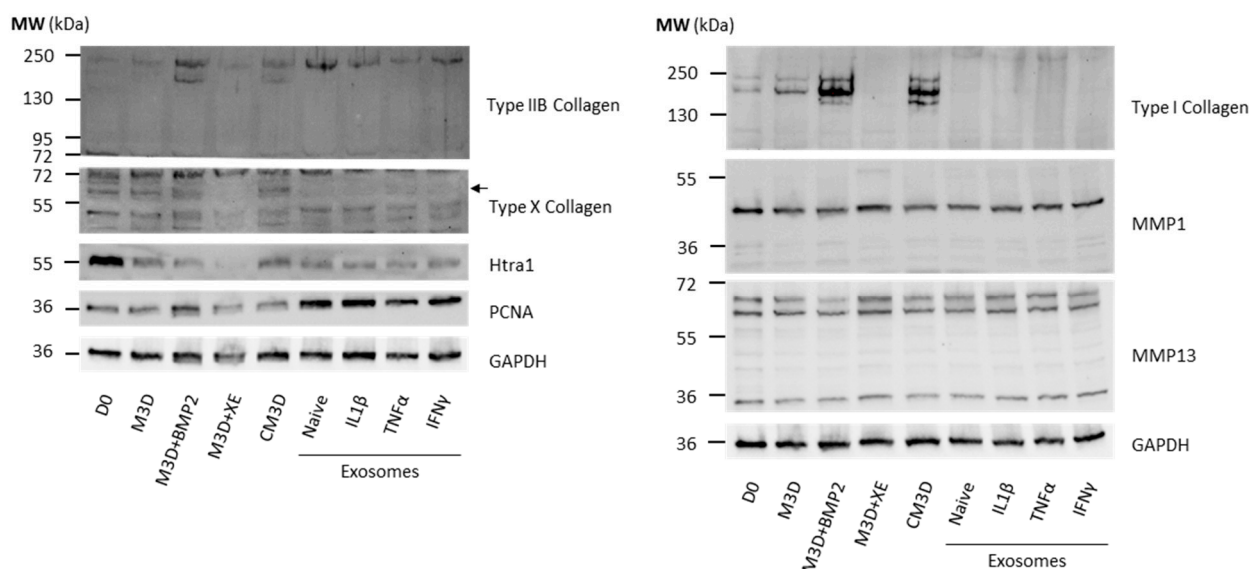 MW (kDa)
250
130
95
72
Type IIB Collagen
72
55
Type X Collagen
55
Htra1
36
PCNA
36
GAPDH
D0
M3D
M3D+BMP2
M3D+XE
CM3D
Naive
IL1β
TNFα
IFNγ
Exosomes
MW (kDa)
250
130
Type I Collagen
55
36
MMP1
72
55
36
MMP13
36
GAPDH
D0
M3D
M3D+BMP2
M3D+XE
CM3D
Naive
IL1β
TNFα
IFNγ
Exosomes